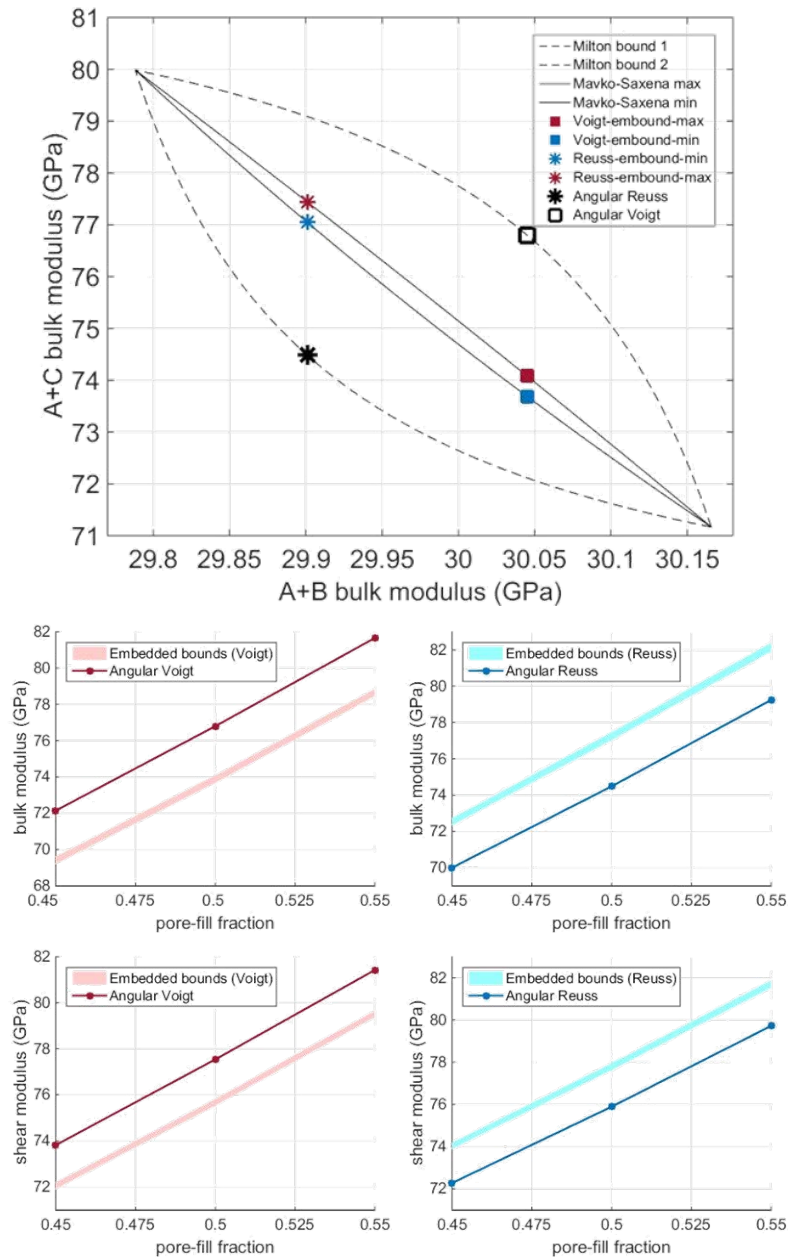 81
80
79
78
77
76
75
74
73
72
71
A+C bulk modulus (GPa)
Milton bound 1
Milton bound 2
Mavko-Saxena max
Mavko-Saxena min
Voigt-embound-max
Voigt-embound-min
Reuss-embound-min
Reuss-embound-max
Angular Reuss
Angular Voigt
29.8 29.85 29.9 29.95 30 30.05 30.1 30.15
A+B bulk modulus (GPa)
82
80
78
76
74
72
70
68
bulk modulus (GPa)
Embedded bounds (Voigt)
Angular Voigt
0.45 0.475 0.5 0.525 0.55
pore-fill fraction
82
80
78
76
74
72
70
bulk modulus (GPa)
Embedded bounds (Reuss)
Angular Reuss
0.45 0.475 0.5 0.525 0.55
pore-fill fraction
82
80
78
76
74
72
shear modulus (GPa)
Embedded bounds (Voigt)
Angular Voigt
0.45 0.475 0.5 0.525 0.55
pore-fill fraction
82
80
78
76
74
72
shear modulus (GPa)
Embedded bounds (Reuss)
Angular Reuss
0.45 0.475 0.5 0.525 0.55
pore-fill fraction